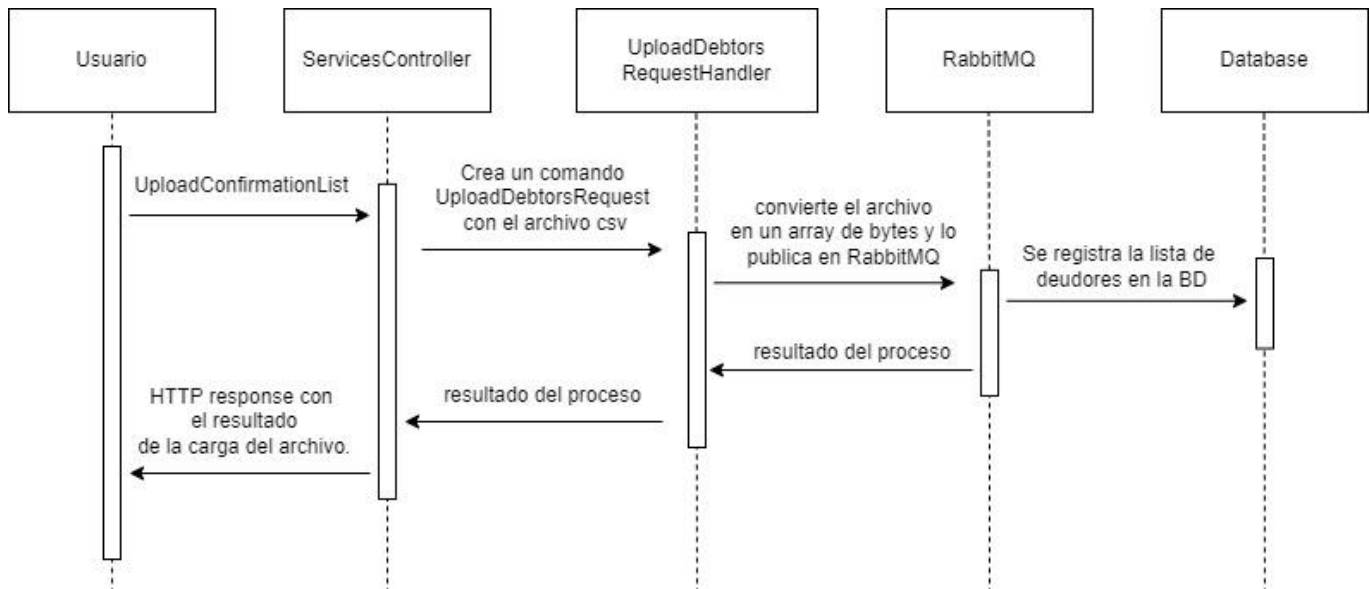 Usuario
ServicesController
UploadDebtors
RequestHandler
RabbitMQ
Database
UploadConfirmationList
Crea un comando
UploadDebtorsRequest
con el archivo csv
convierte el archivo
en un array de bytes y lo
publica en RabbitMQ
Se registra la lista de
deudores en la BD
resultado del proceso
resultado del proceso
HTTP response con
el resultado
de la carga del archivo.